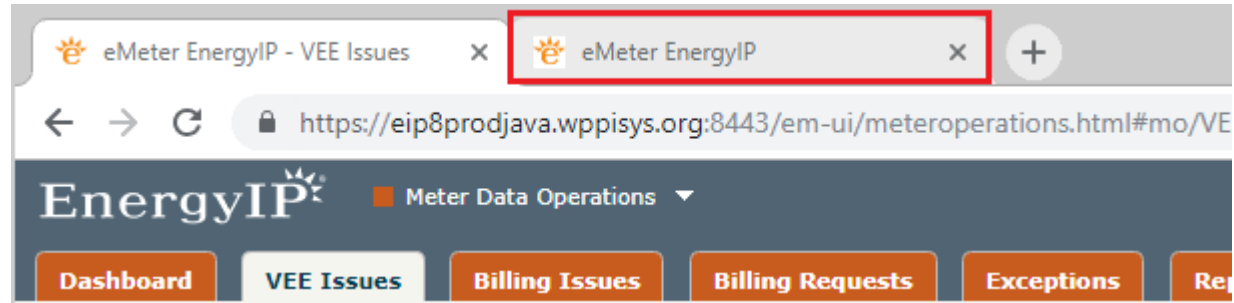 eMeter EnergyIP - VEE Issues eMeter EnergyIP
https://eip8prodjava.wppisys.org:8443/em-ui/meteroperations.html#mo/VE
EnergyIP Meter Data Operations
Dashboard VEE Issues Billing Issues Billing Requests Exceptions Rep